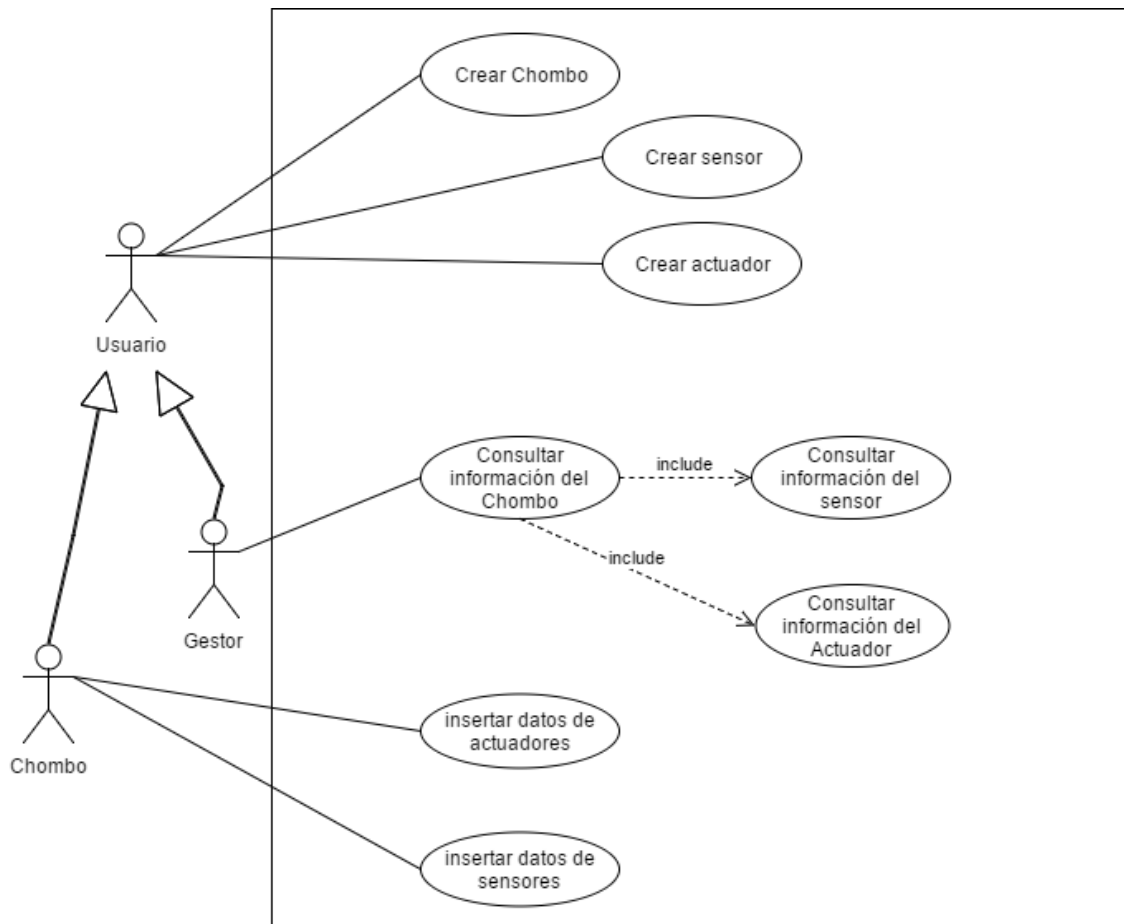 Crear Chombo
Crear sensor
Crear actuador
Usuario
Consultar
información del
Chombo
include
Consultar
información del
sensor
include
Consultar
información del
Actuador
Gestor
insertar datos de
actuadores
Chombo
insertar datos de
sensores